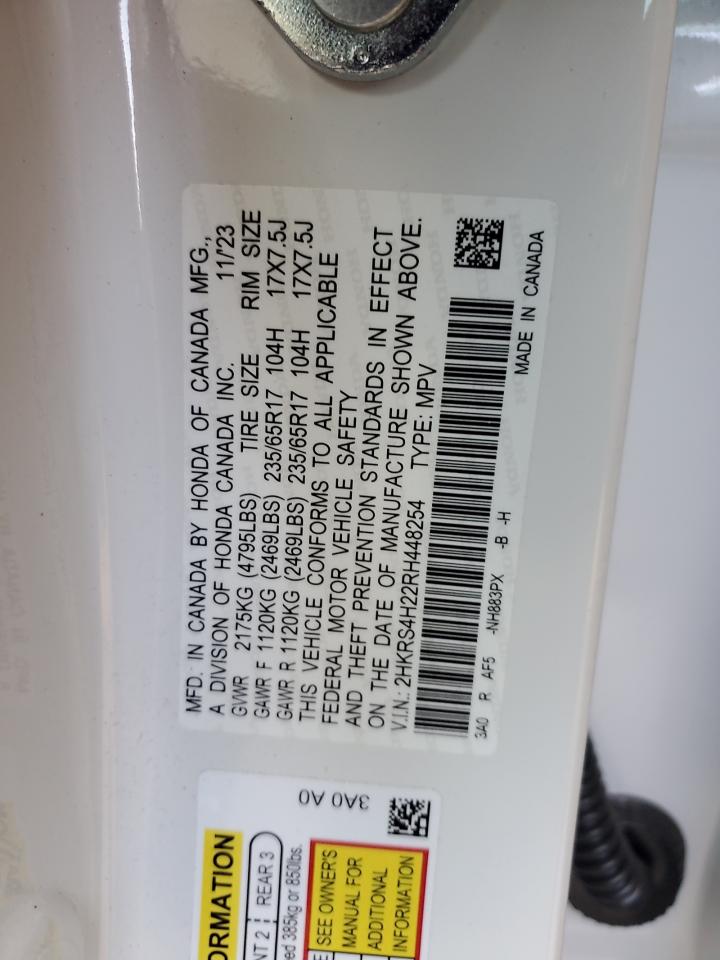 MFD. IN CANADA BY HONDA OF CANADA MFG.,
A DIVISION OF HONDA CANADA INC. 11/'23
GVWR 2175KG (4795LBS) TIRE SIZE RIM SIZE
GAWR F 1120KG (2469LBS) 235/65R17 104H 17X7.5J
GAWR R 1120KG (2469LBS) 235/65R17 104H 17X7.5J
THIS VEHICLE CONFORMS TO ALL APPLICABLE
FEDERAL MOTOR VEHICLE SAFETY
AND THEFT PREVENTION STANDARDS IN EFFECT
ON THE DATE OF MANUFACTURE SHOWN ABOVE.
V.I.N.: 2HKRS4H22RH448254 TYPE: MPV
3A0 R AF5 -NH883PX -B -H
MADE IN CANADA
3A0 A0
REAR 3
385kg or 850lbs.
SEE OWNER'S
MANUAL FOR
ADDITIONAL
INFORMATION